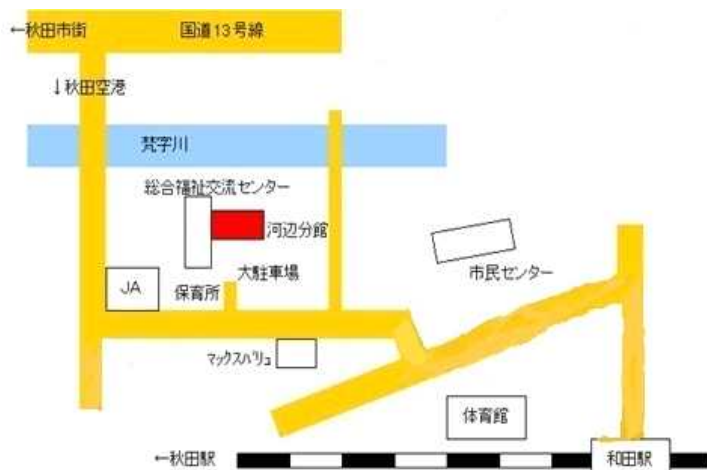 ←秋田市街
国道13号線
↓秋田空港
梵字川
総合福祉交流センター
河辺分館
大駐車場
市民センター
JA
保育所
マックスバリュ
体育館
←秋田駅
和田駅